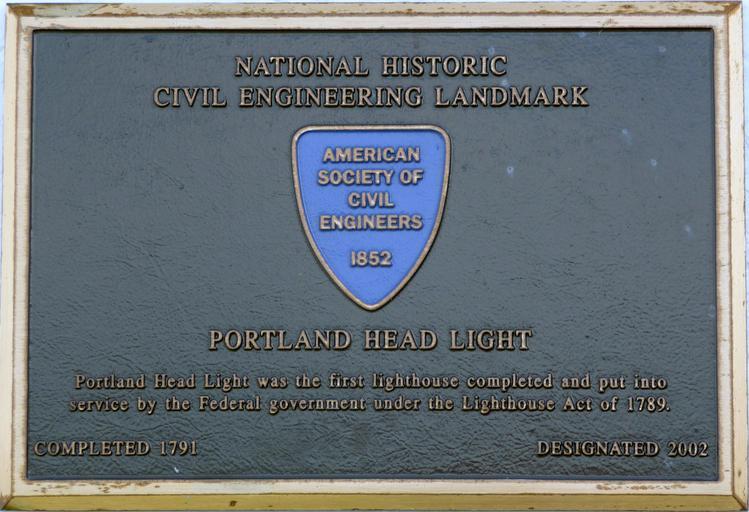 NATIONAL HISTORIC
CIVIL ENGINEERING LANDMARK
AMERICAN
SOCIETY OF
CIVIL
ENGINEERS
1852
PORTLAND HEAD LIGHT
Portland Head Light was the first lighthouse completed and put into
service by the Federal government under the Lighthouse Act of 1789.
COMPLETED 1791 DESIGNATED 2002